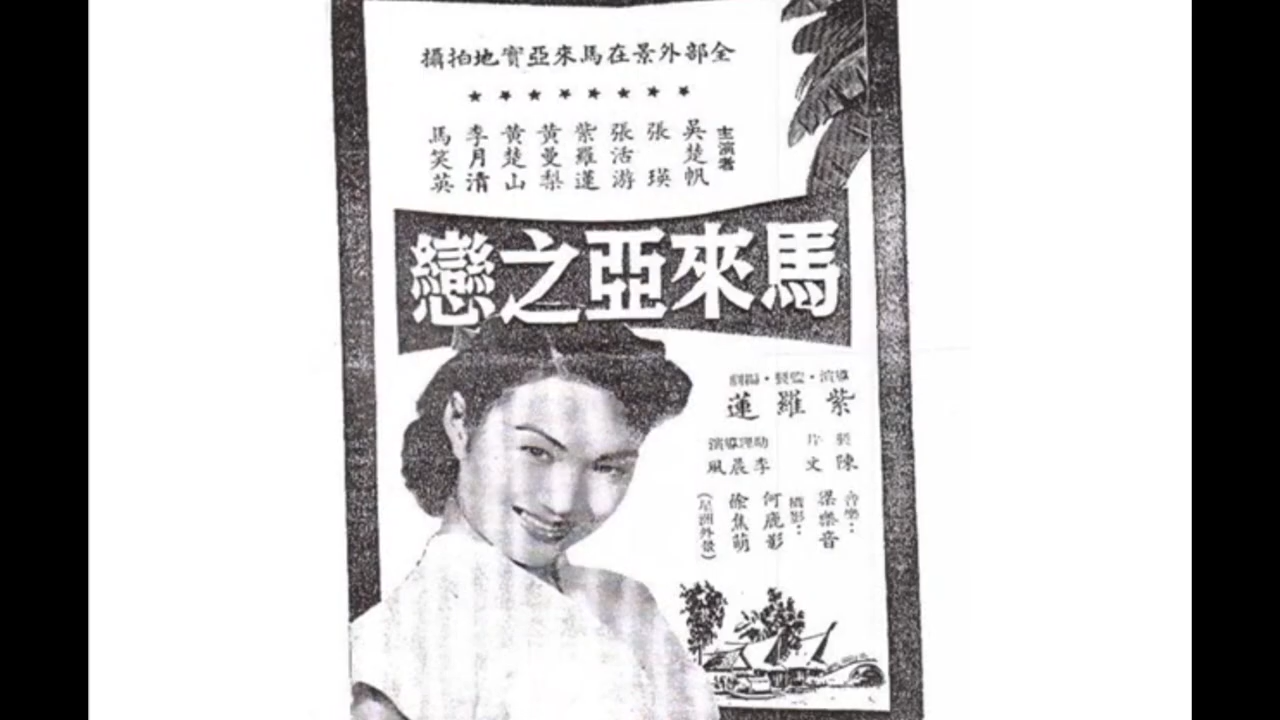 全部外景在馬來亞實地拍攝
主演者
吳楚帆
張瑛
張活游
紫羅蓮
黃曼梨
黃楚山
李月清
馬笑英
馬來亞之戀
導演・監製・編劇
紫羅蓮
製片
陳文
助理導演
李晨風
音樂：
梁樂音
攝影：
何鹿影
徐焦萌
（星洲外景）